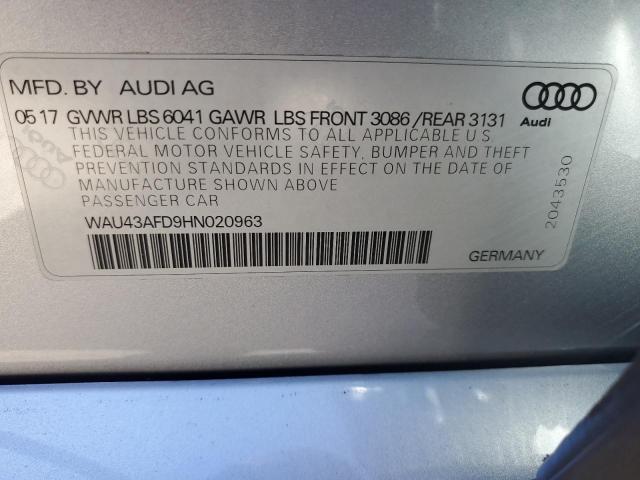 MFD. BY AUDI AG
05 17 GVWR LBS 6041 GAWR LBS FRONT 3086 /REAR 3131
THIS VEHICLE CONFORMS TO ALL APPLICABLE U.S.
FEDERAL MOTOR VEHICLE SAFETY, BUMPER AND THEFT
PREVENTION STANDARDS IN EFFECT ON THE DATE OF
MANUFACTURE SHOWN ABOVE
PASSENGER CAR
WAU43AFD9HN020963
GERMANY
Audi
2043530
Audi